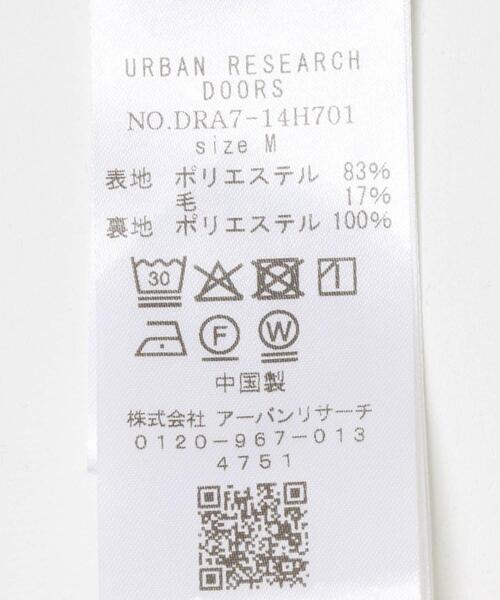 URBAN RESEARCH
DOORS
NO.DRA7-14H701
size M
表地 ポリエステル 83%
毛 17%
裏地 ポリエステル 100%
30
F W
中国製
株式会社 アーバンリサーチ
0120-967-013
4751